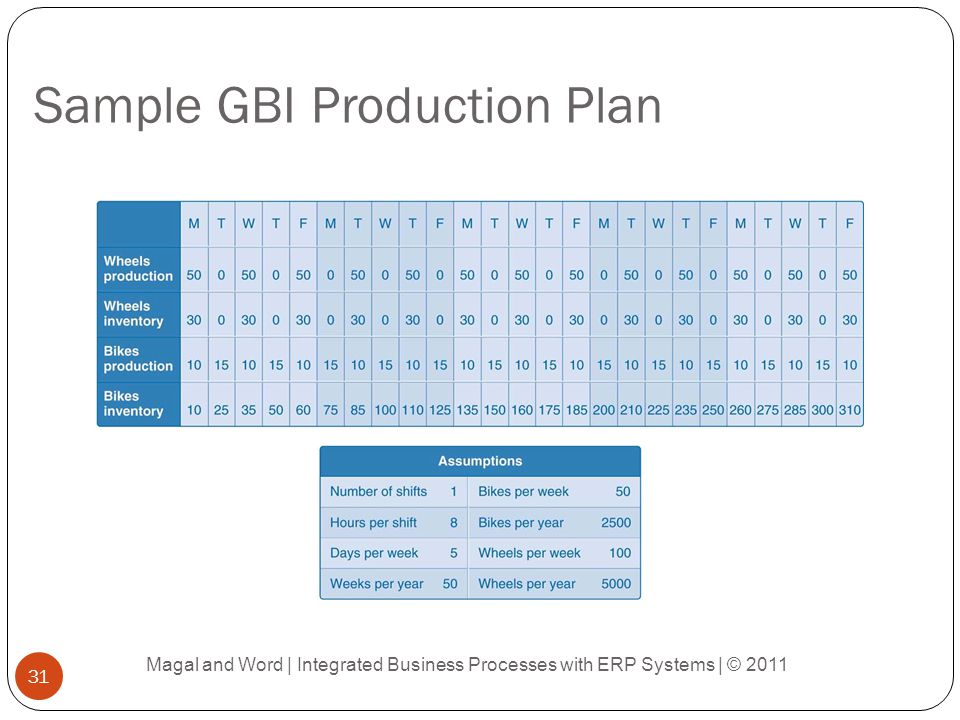 Sample GBI Production Plan
M T W T F M T W T F M T W T F M T W T F M T W T F
Wheels
production 50 0 50 0 50 0 50 0 50 0 50 0 50 0 50 0 50 0 50 0 50 0 50 0 50
Wheels
inventory 30 0 30 0 30 0 30 0 30 0 30 0 30 0 30 0 30 0 30 0 30 0 30 0 30
Bikes
production 10 15 10 15 10 15 10 15 10 15 10 15 10 15 10 15 10 15 10 15 10 15 10 15 10
Bikes
inventory 10 25 35 50 60 75 85 100 110 125 135 150 160 175 185 200 210 225 235 250 260 275 285 300 310
Assumptions
Number of shifts 1 Bikes per week 50
Hours per shift 8 Bikes per year 2500
Days per week 5 Wheels per week 100
Weeks per year 50 Wheels per year 5000
Magal and Word | Integrated Business Processes with ERP Systems | © 2011
31